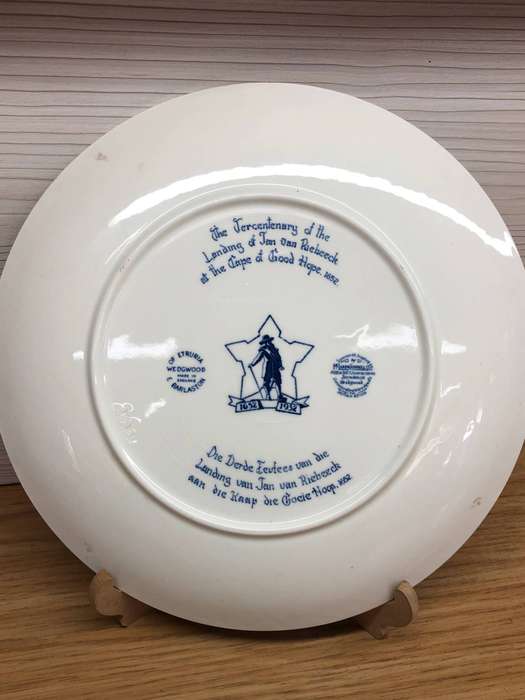 The Tercentenary of the
Landing of Jan van Riebeeck
at the Cape of Good Hope. 1652
OF ETRURIA
WEDGWOOD
MADE IN
ENGLAND
& BARLASTON
1652 1952
Die Derde Eeufees van die
Landing van Jan van Riebeeck
aan die Kaap die Goeie Hoop. 1652